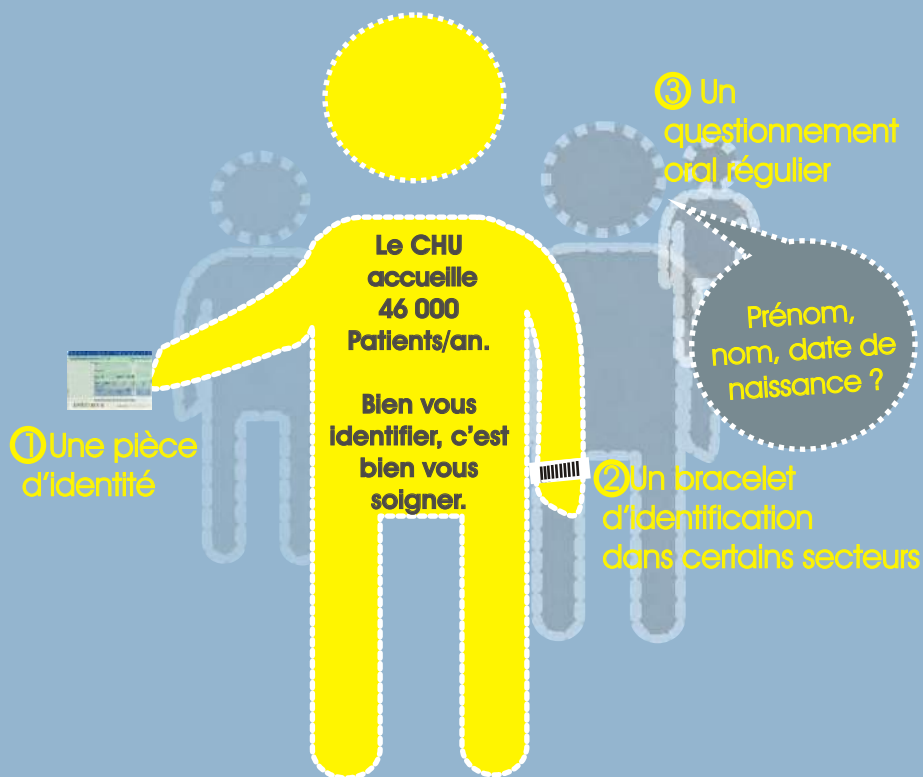 Le CHU
accueille
46 000
Patients/an.
Bien vous
identifier, c'est
bien vous
soigner.
① Une pièce
d'identité
② Un bracelet
d'identification
dans certains secteurs
③ Un
questionnement
oral régulier
Prénom,
nom, date de
naissance ?